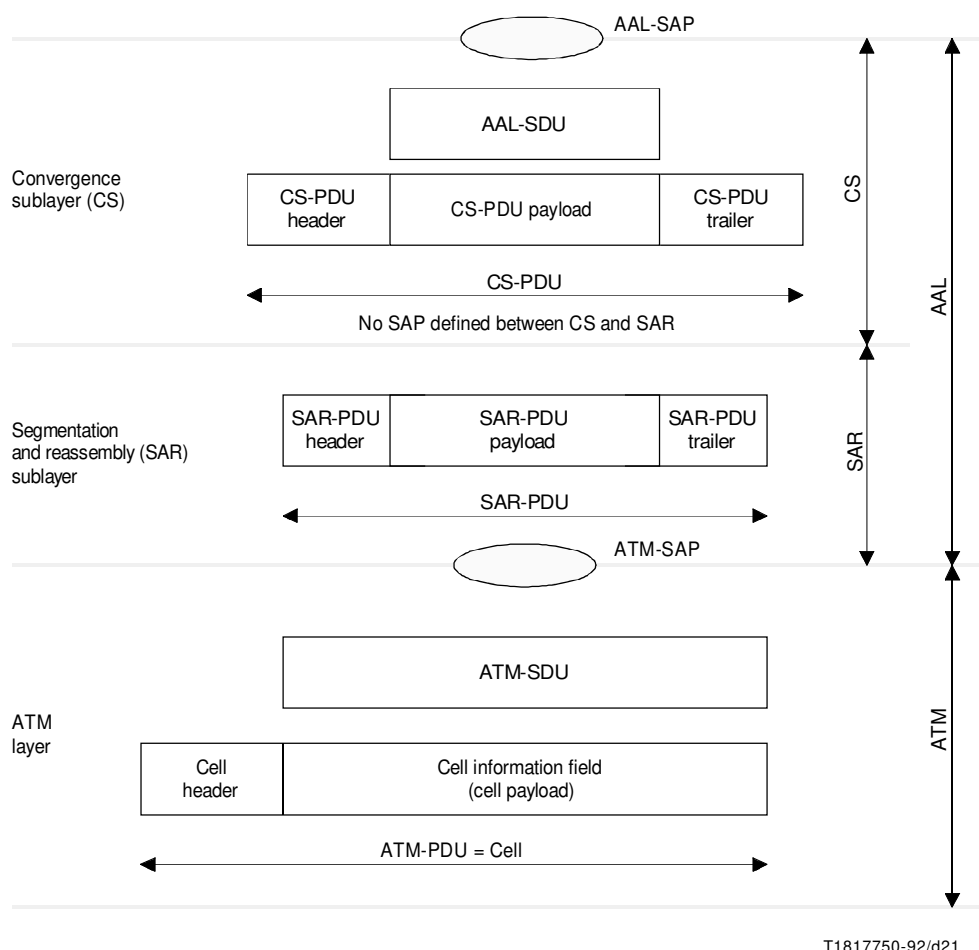 AAL-SAP
AAL-SDU
Convergence
sublayer (CS)
CS-PDU
header
CS-PDU payload
CS-PDU
trailer
CS
AAL
CS-PDU
No SAP defined between CS and SAR
Segmentation
and reassembly (SAR)
sublayer
SAR-PDU
header
SAR-PDU
payload
SAR-PDU
trailer
SAR
SAR-PDU
ATM-SAP
ATM-SDU
ATM
layer
ATM
Cell
header
Cell information field
(cell payload)
ATM-PDU = Cell
T1817750-92/d21